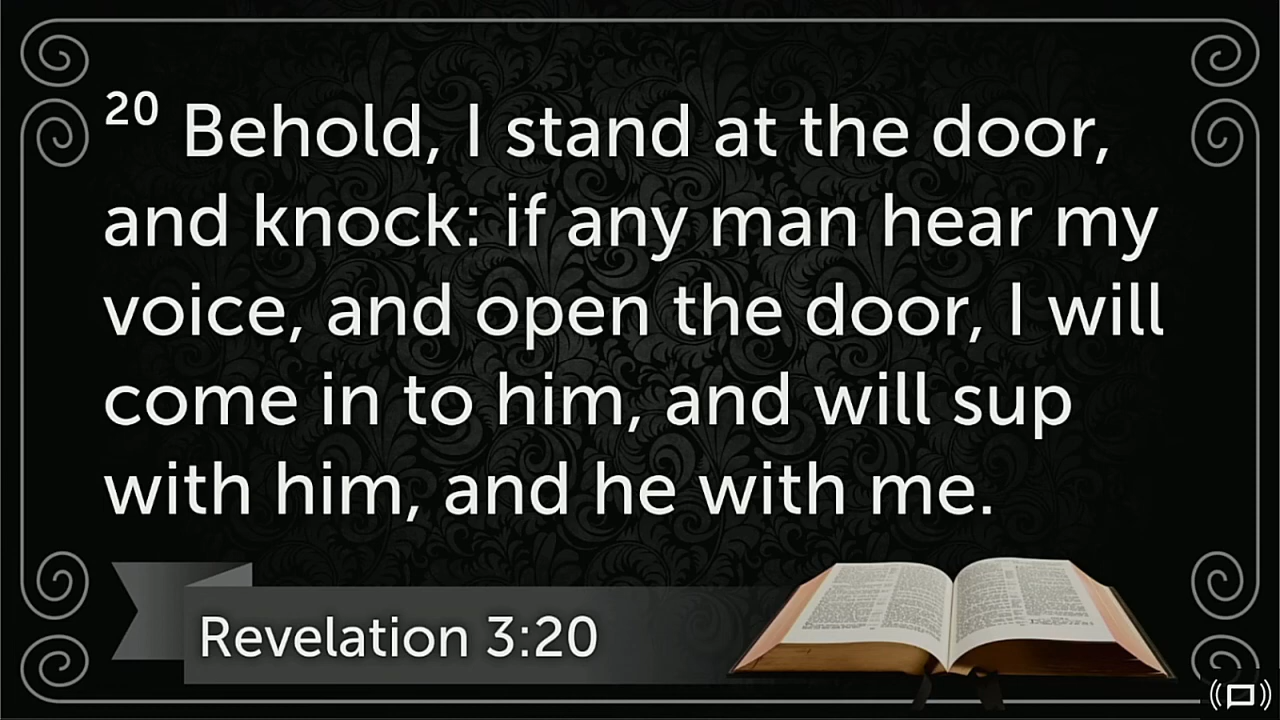 20 Behold, I stand at the door,
and knock: if any man hear my
voice, and open the door, I will
come in to him, and will sup
with him, and he with me.
Revelation 3:20